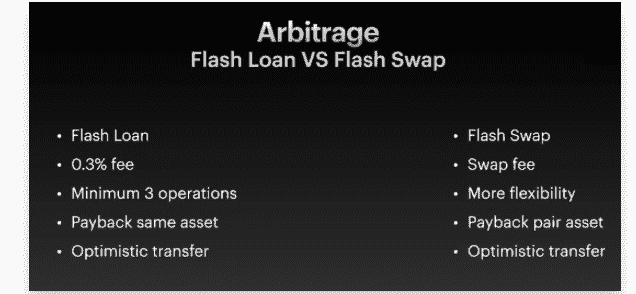 Arbitrage
Flash Loan VS Flash Swap
• Flash Loan
• 0.3% fee
• Minimum 3 operations
• Payback same asset
• Optimistic transfer
• Flash Swap
• Swap fee
• More flexibility
• Payback pair asset
• Optimistic transfer